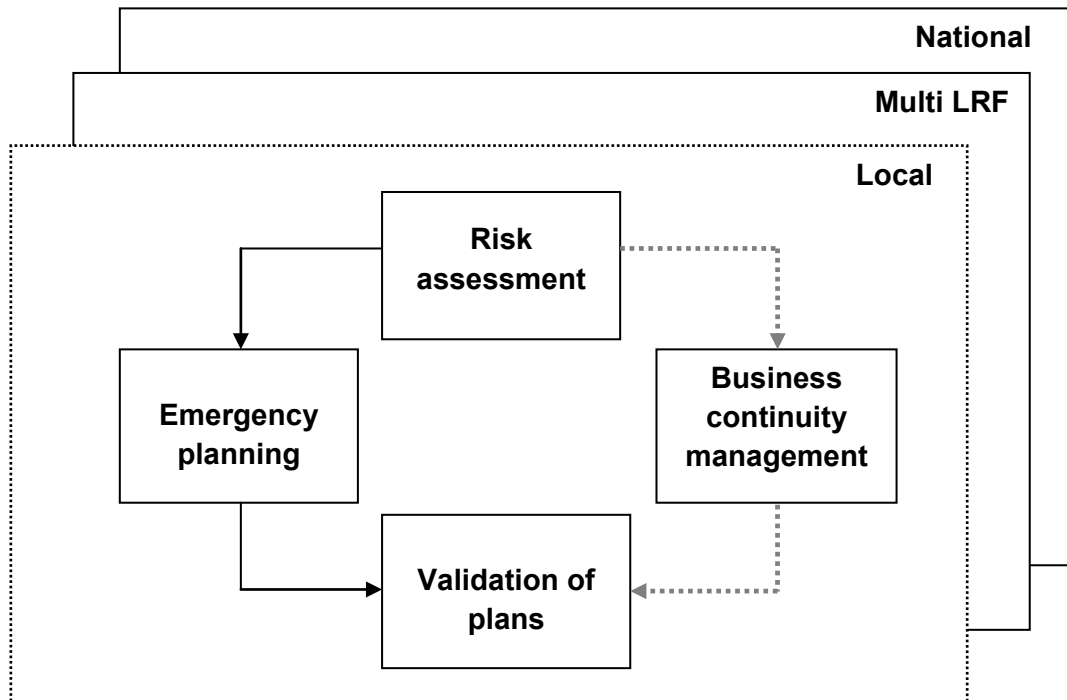 National
Multi LRF
Local
Risk
assessment
Emergency
planning
Business
continuity
management
Validation of
plans